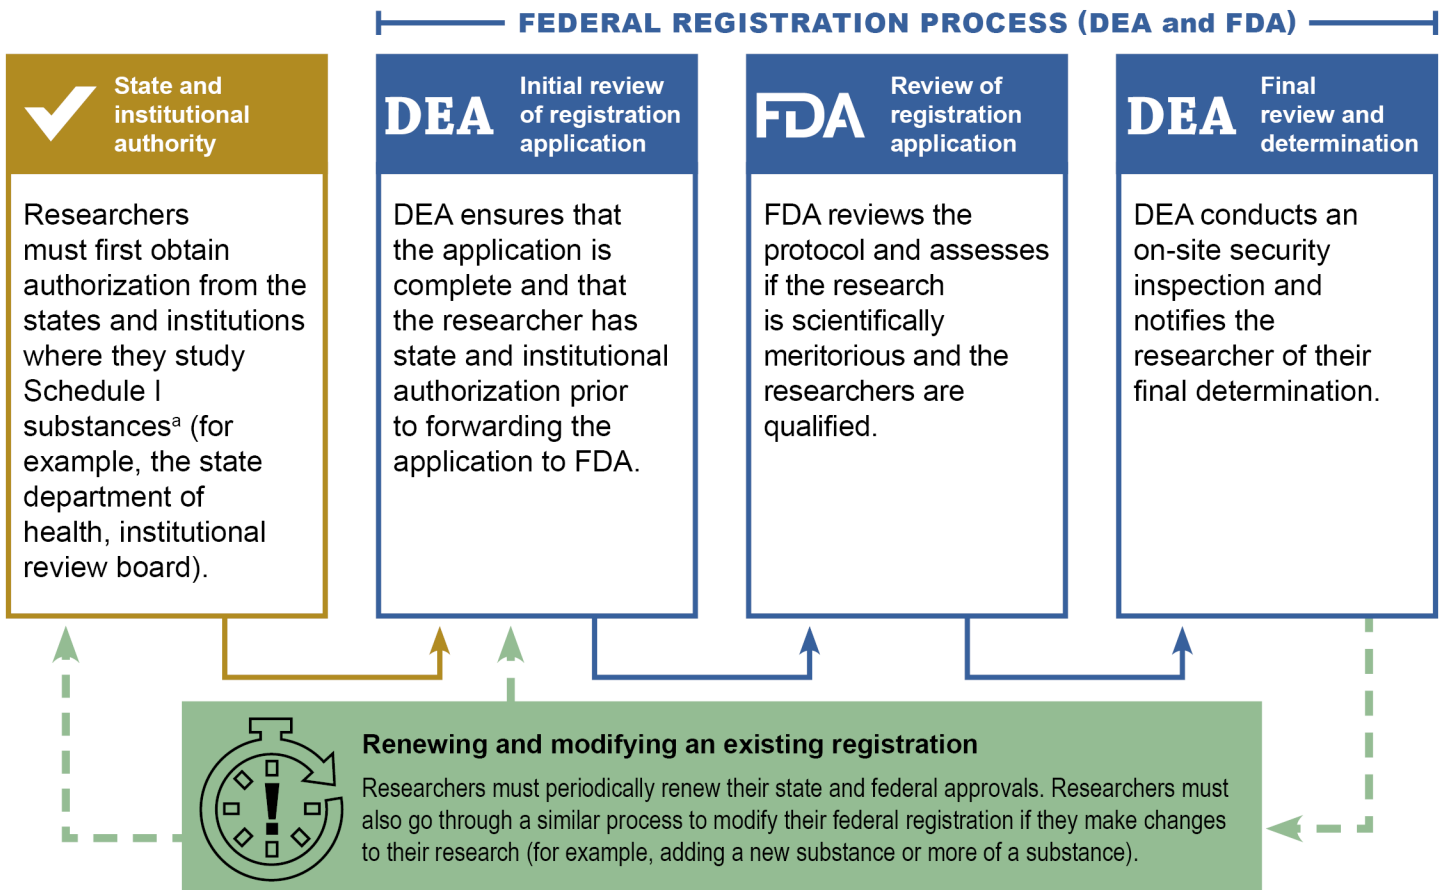 FEDERAL REGISTRATION PROCESS (DEA and FDA)
State and
institutional
authority
Researchers
must first obtain
authorization from the
states and institutions
where they study
Schedule I
substancesᵃ (for
example, the state
department of
health, institutional
review board).
DEA
Initial review
of registration
application
DEA ensures that
the application is
complete and that
the researcher has
state and institutional
authorization prior
to forwarding the
application to FDA.
FDA
Review of
registration
application
FDA reviews the
protocol and assesses
if the research
is scientifically
meritorious and the
researchers are
qualified.
DEA
Final
review and
determination
DEA conducts an
on-site security
inspection and
notifies the
researcher of their
final determination.
!
Renewing and modifying an existing registration
Researchers must periodically renew their state and federal approvals. Researchers must
also go through a similar process to modify their federal registration if they make changes
to their research (for example, adding a new substance or more of a substance).